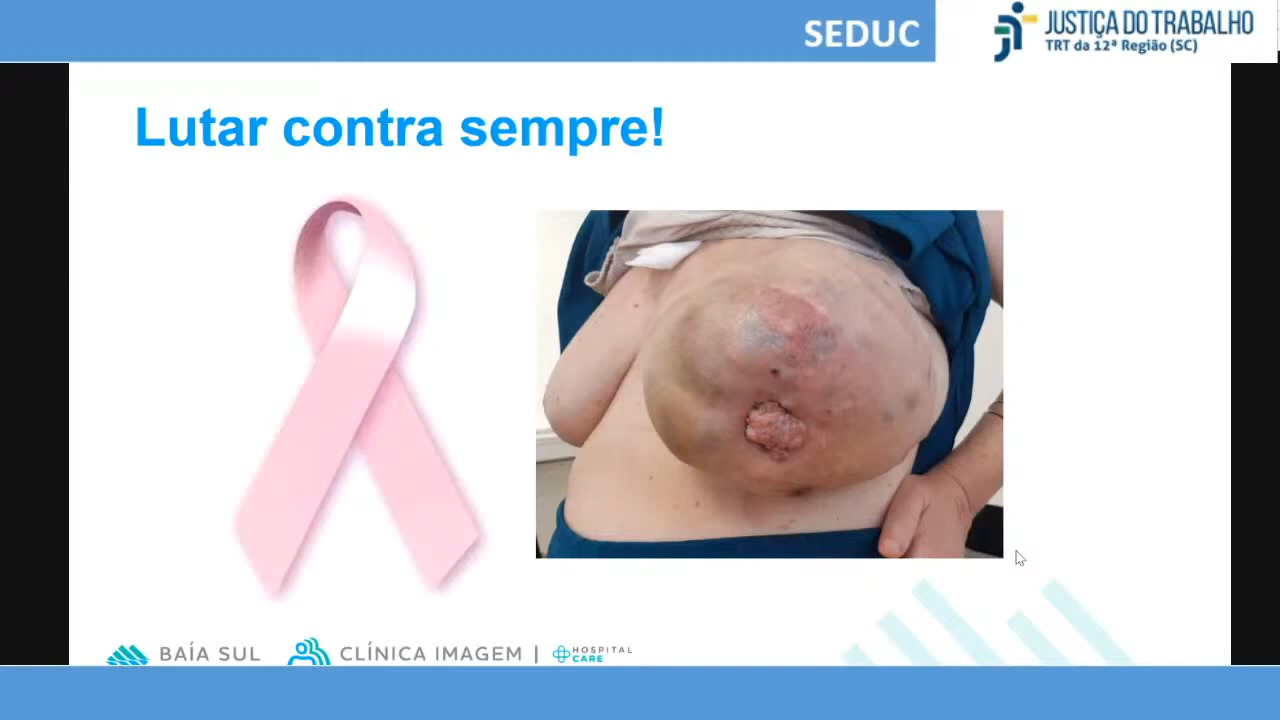 SEDUC
JUSTIÇA DO TRABALHO
TRT da 12ª Região (SC)
Lutar contra sempre!
BAÍA SUL
CLÍNICA IMAGEM |
HOSPITAL
CARE